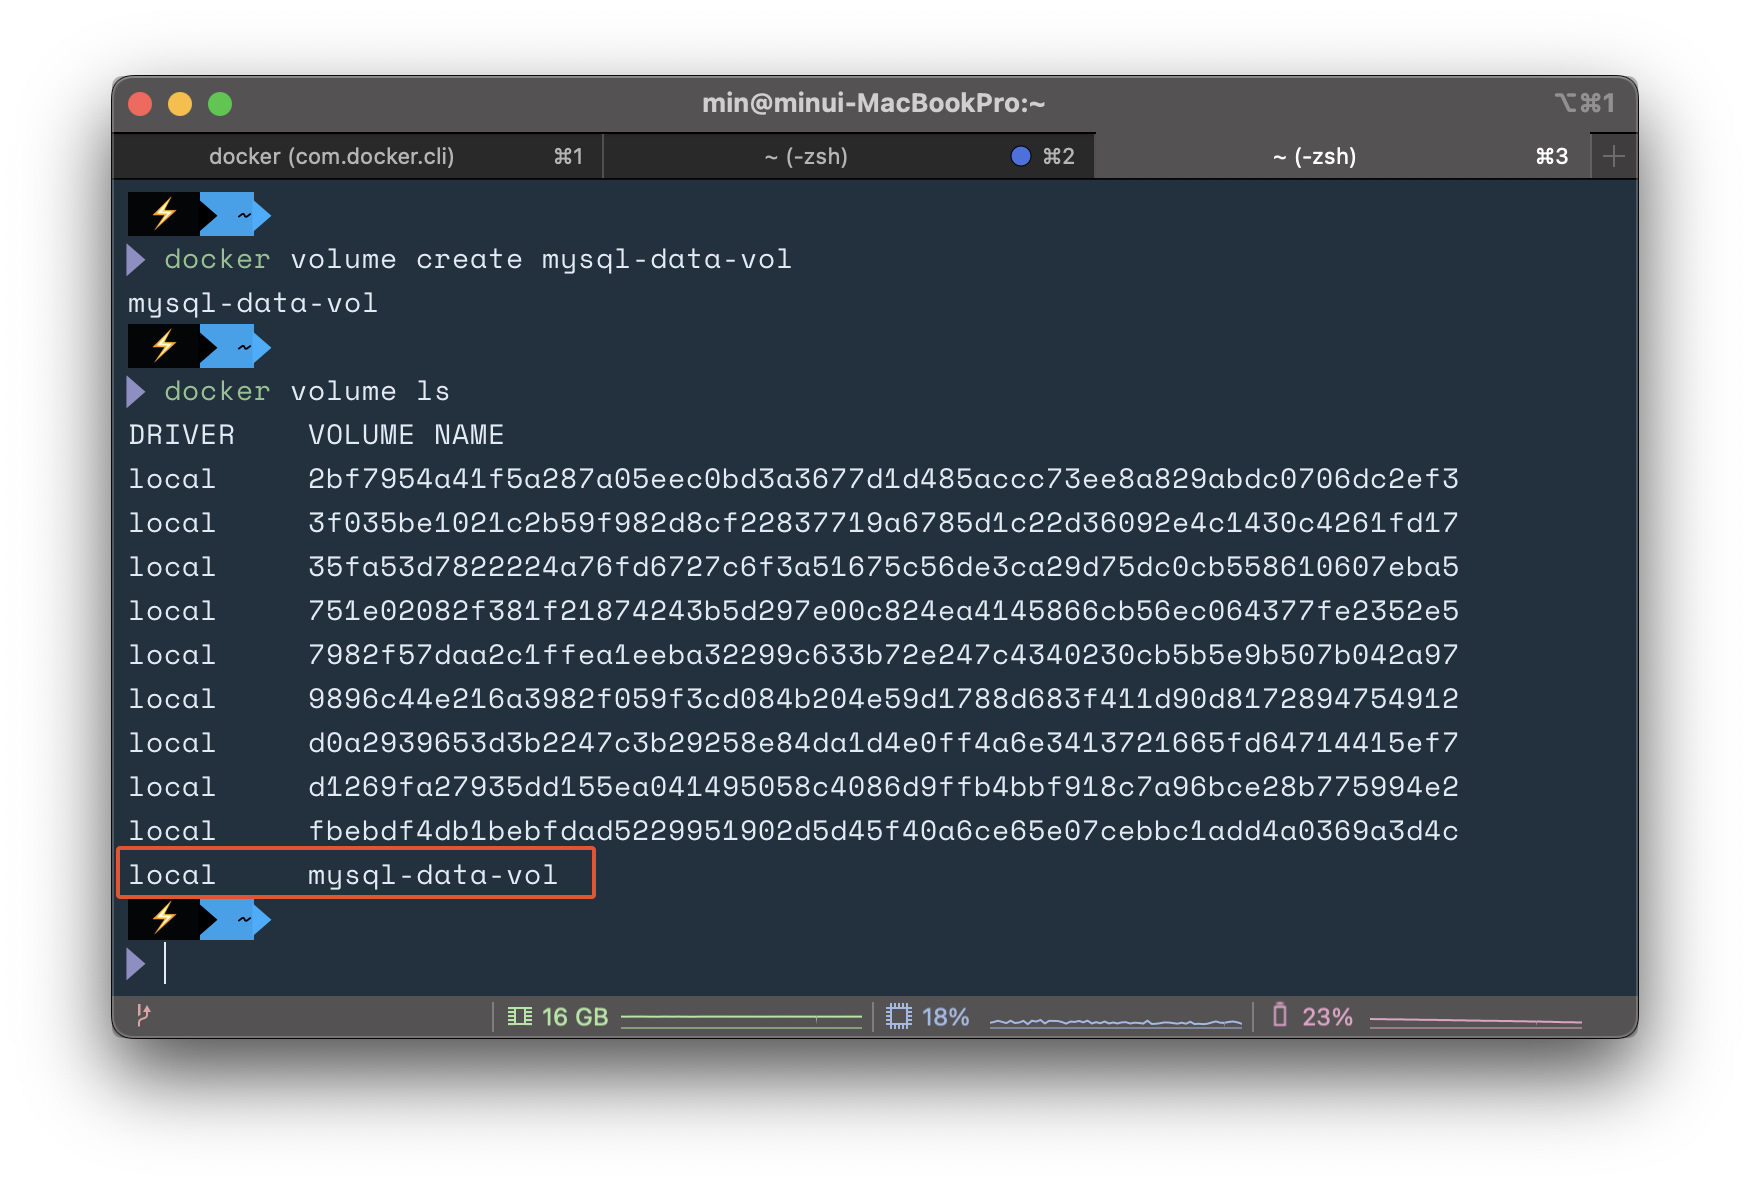 min@minui-MacBookPro:~ ⌥⌘1
docker (com.docker.cli) ⌘1 ~ (-zsh) ⌘2 ~ (-zsh) ⌘3
~
docker volume create mysql-data-vol
mysql-data-vol
~
docker volume ls
DRIVER VOLUME NAME
local 2bf7954a41f5a287a05eec0bd3a3677d1d485accc73ee8a829abdc0706dc2ef3
local 3f035be1021c2b59f982d8cf22837719a6785d1c22d36092e4c1430c4261fd17
local 35fa53d7822224a76fd6727c6f3a51675c56de3ca29d75dc0cb558610607eba5
local 751e02082f381f21874243b5d297e00c824ea4145866cb56ec064377fe2352e5
local 7982f57daa2c1ffea1eeba32299c633b72e247c4340230cb5b5e9b507b042a97
local 9896c44e216a3982f059f3cd084b204e59d1788d683f411d90d8172894754912
local d0a2939653d3b2247c3b29258e84da1d4e0ff4a6e3413721665fd64714415ef7
local d1269fa27935dd155ea041495058c4086d9ffb4bbf918c7a96bce28b775994e2
local fbebdf4db1bebfdad5229951902d5d45f40a6ce65e07cebbc1add4a0369a3d4c
local mysql-data-vol
~
16 GB 18% 23%